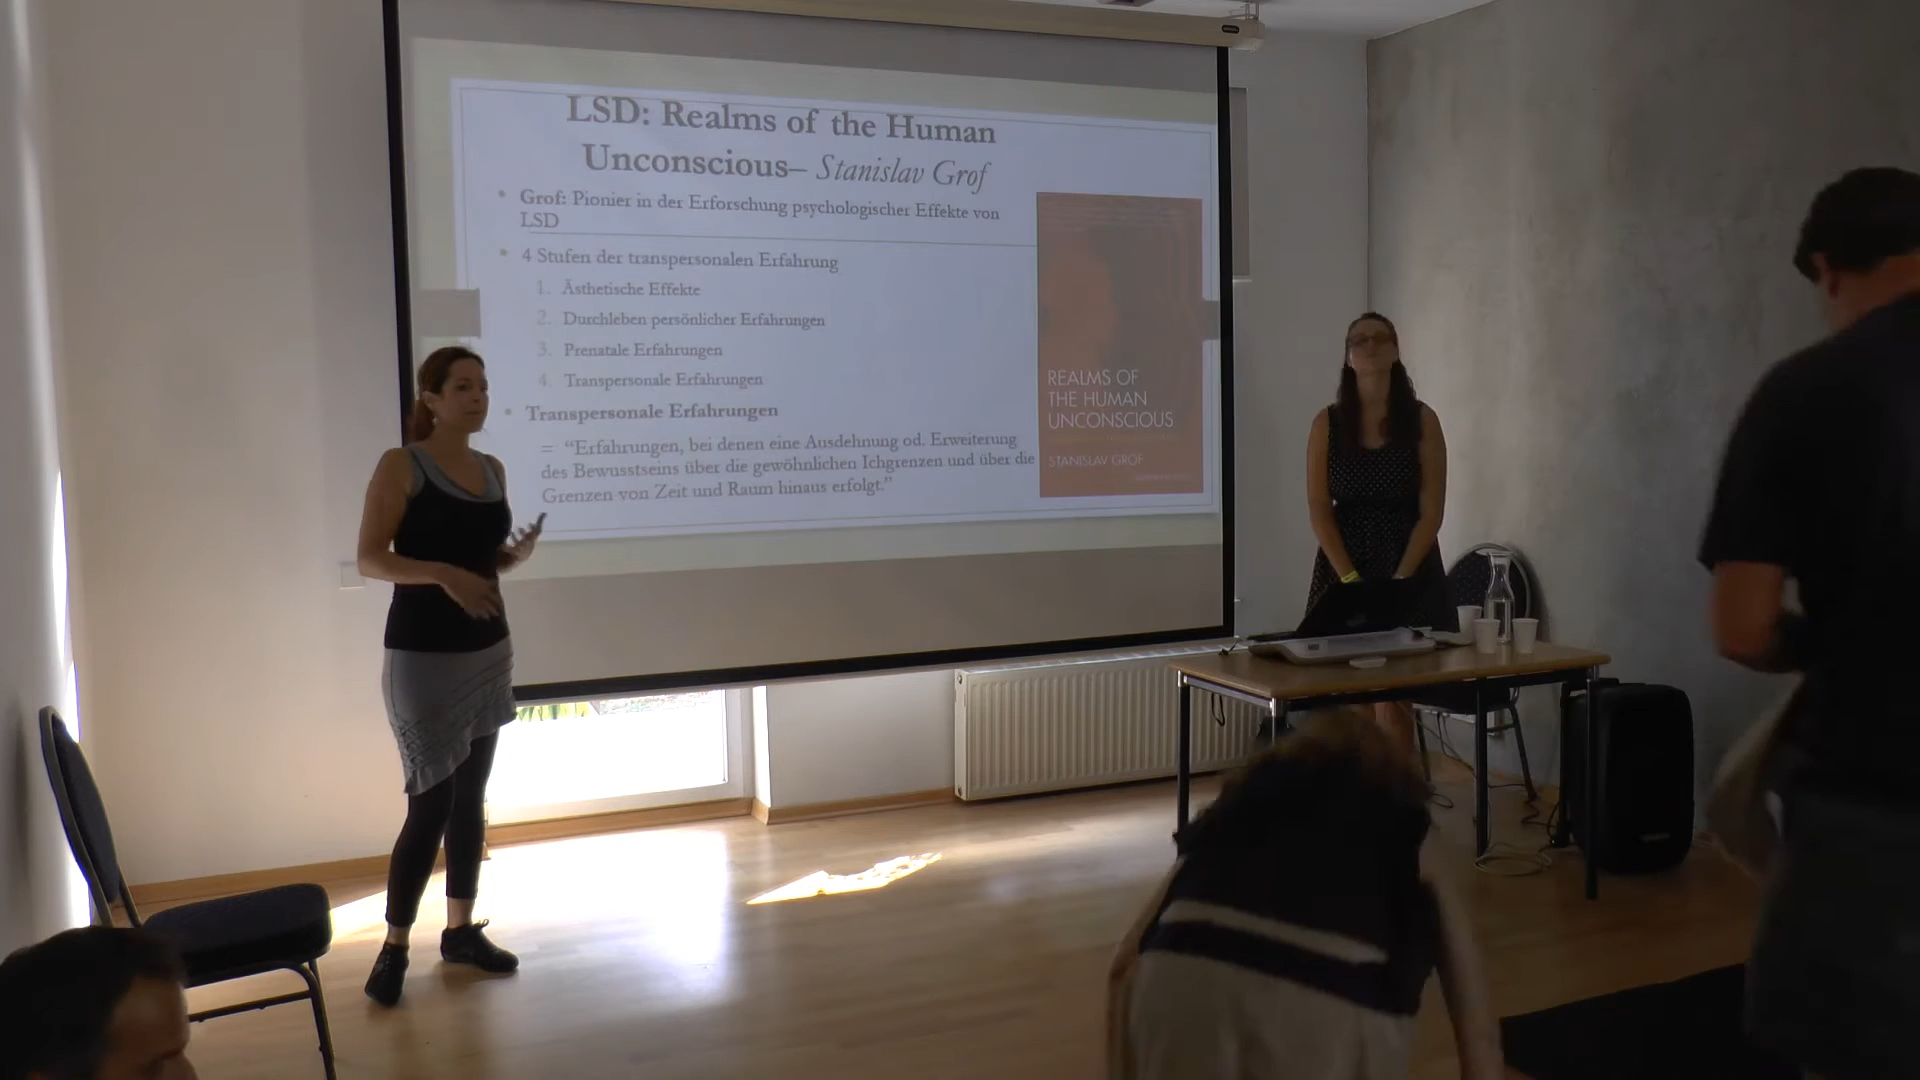 LSD: Realms of the Human
Unconscious– Stanislav Grof
• Grof: Pionier in der Erforschung psychologischer Effekte von
LSD
• 4 Stufen der transpersonalen Erfahrung
1. Ästhetische Effekte
2. Durchleben persönlicher Erfahrungen
3. Prenatale Erfahrungen
4. Transpersonale Erfahrungen
• Transpersonale Erfahrungen
= “Erfahrungen, bei denen eine Ausdehnung od. Erweiterung
des Bewusstseins über die gewöhnlichen Ichgrenzen und über die
Grenzen von Zeit und Raum hinaus erfolgt.”
REALMS OF
THE HUMAN
UNCONSCIOUS
STANISLAV GROF